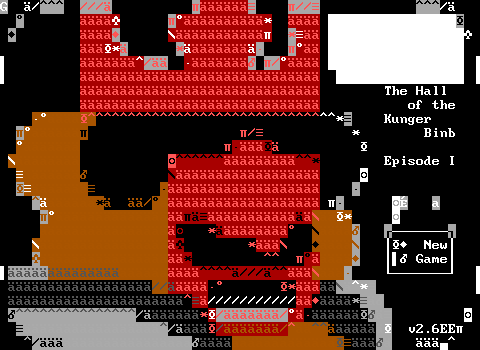 The Hall
of the
Kunger
Binb
Episode I
New
Game
v2.6EEπ